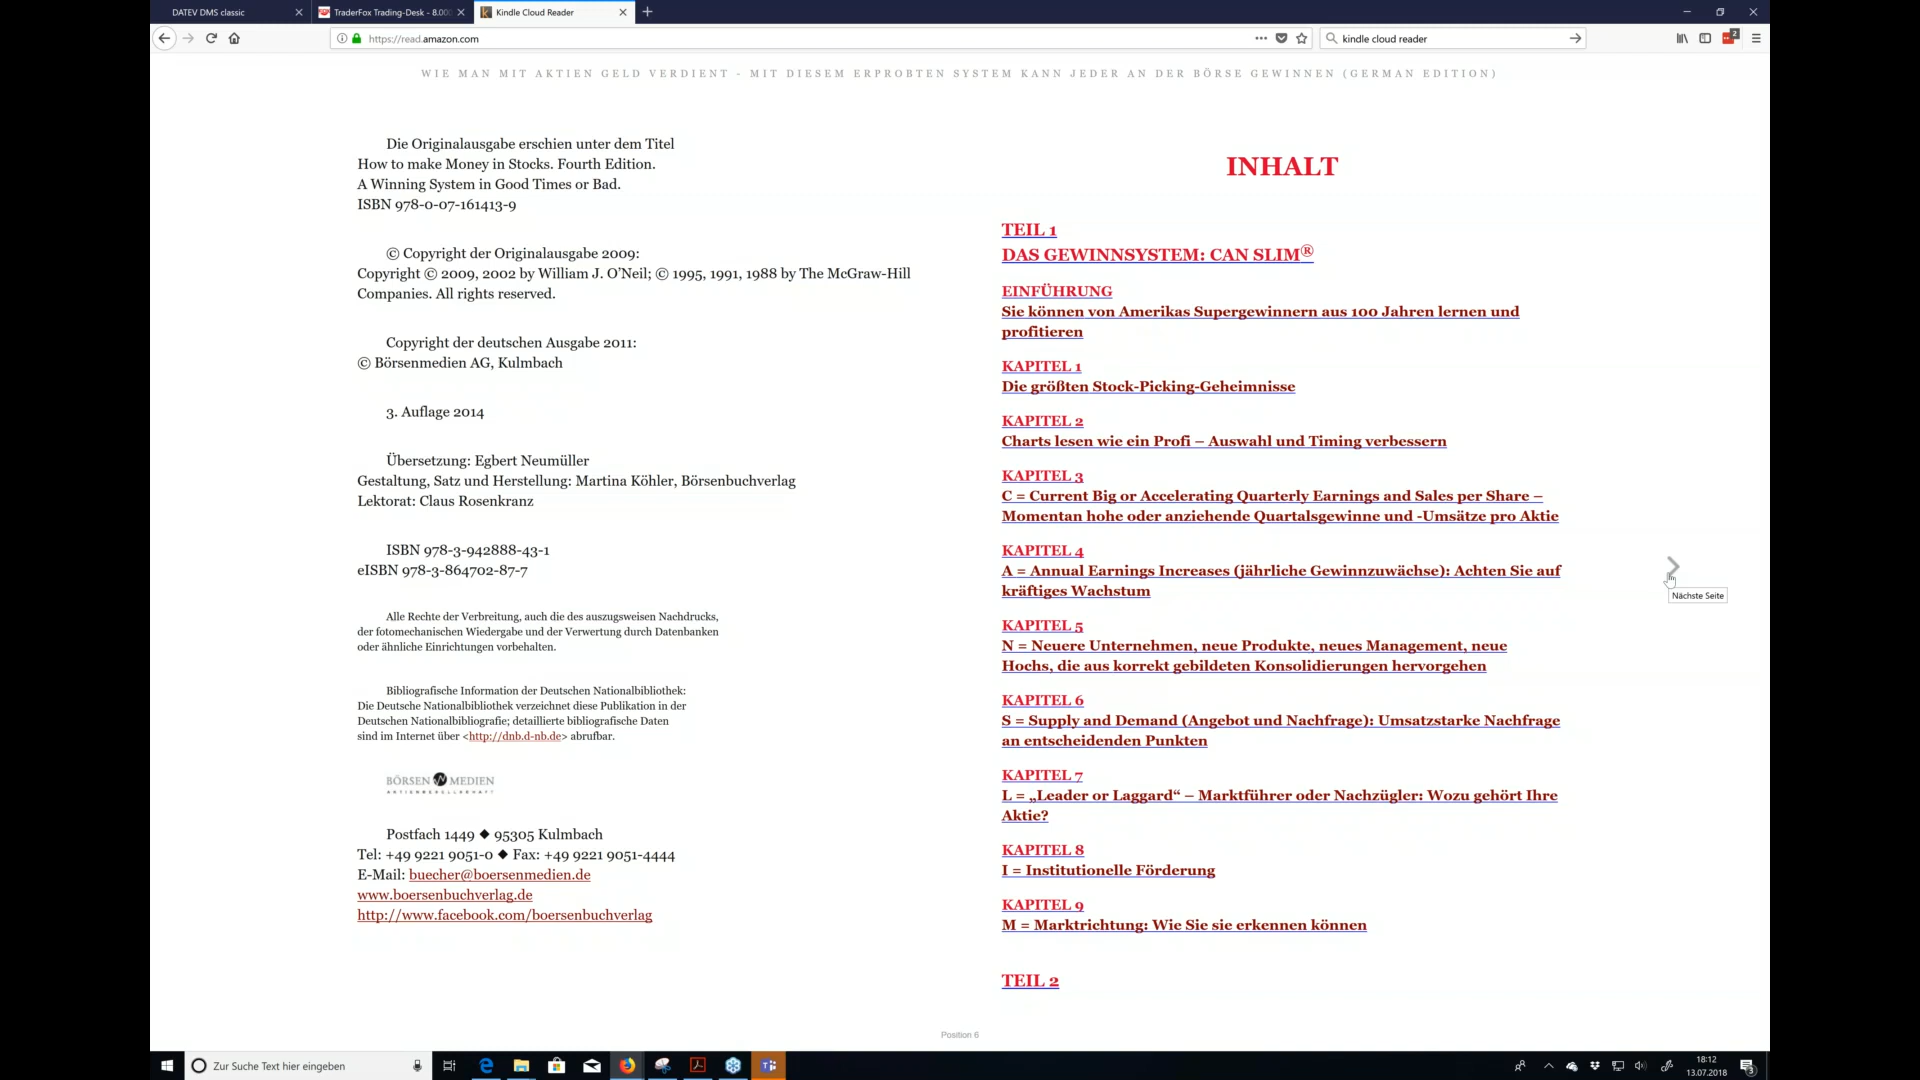 DATEV DMS classic
TraderFox Trading-Desk - 8.000
Kindle Cloud Reader
https://read.amazon.com
kindle cloud reader
2
WIE MAN MIT AKTIEN GELD VERDIENT - MIT DIESEM ERPROBTEN SYSTEM KANN JEDER AN DER BÖRSE GEWINNEN (GERMAN EDITION)
Die Originalausgabe erschien unter dem Titel
How to make Money in Stocks. Fourth Edition.
A Winning System in Good Times or Bad.
ISBN 978-0-07-161413-9
© Copyright der Originalausgabe 2009:
Copyright © 2009, 2002 by William J. O’Neil; © 1995, 1991, 1988 by The McGraw-Hill
Companies. All rights reserved.
Copyright der deutschen Ausgabe 2011:
© Börsenmedien AG, Kulmbach
3. Auflage 2014
Übersetzung: Egbert Neumüller
Gestaltung, Satz und Herstellung: Martina Köhler, Börsenbuchverlag
Lektorat: Claus Rosenkranz
ISBN 978-3-942888-43-1
eISBN 978-3-864702-87-7
Alle Rechte der Verbreitung, auch die des auszugsweisen Nachdrucks,
der fotomechanischen Wiedergabe und der Verwertung durch Datenbanken
oder ähnliche Einrichtungen vorbehalten.
Bibliografische Information der Deutschen Nationalbibliothek:
Die Deutsche Nationalbibliothek verzeichnet diese Publikation in der
Deutschen Nationalbibliografie; detaillierte bibliografische Daten
sind im Internet über <http://dnb.d-nb.de> abrufbar.
BÖRSEN MEDIEN
AKTIENGESELLSCHAFT
Postfach 1449 ◆ 95305 Kulmbach
Tel: +49 9221 9051-0 ◆ Fax: +49 9221 9051-4444
E-Mail: buecher@boersenmedien.de
www.boersenbuchverlag.de
http://www.facebook.com/boersenbuchverlag
INHALT
TEIL 1
DAS GEWINNSYSTEM: CAN SLIM®
EINFÜHRUNG
Sie können von Amerikas Supergewinnern aus 100 Jahren lernen und
profitieren
KAPITEL 1
Die größten Stock-Picking-Geheimnisse
KAPITEL 2
Charts lesen wie ein Profi – Auswahl und Timing verbessern
KAPITEL 3
C = Current Big or Accelerating Quarterly Earnings and Sales per Share –
Momentan hohe oder anziehende Quartalsgewinne und -Umsätze pro Aktie
KAPITEL 4
A = Annual Earnings Increases (jährliche Gewinnzuwächse): Achten Sie auf
kräftiges Wachstum
KAPITEL 5
N = Neuere Unternehmen, neue Produkte, neues Management, neue
Hochs, die aus korrekt gebildeten Konsolidierungen hervorgehen
KAPITEL 6
S = Supply and Demand (Angebot und Nachfrage): Umsatzstarke Nachfrage
an entscheidenden Punkten
KAPITEL 7
L = „Leader or Laggard“ – Marktführer oder Nachzügler: Wozu gehört Ihre
Aktie?
KAPITEL 8
I = Institutionelle Förderung
KAPITEL 9
M = Marktrichtung: Wie Sie sie erkennen können
TEIL 2
Nächste Seite
Position 6
Zur Suche Text hier eingeben
18:12
13.07.2018
3